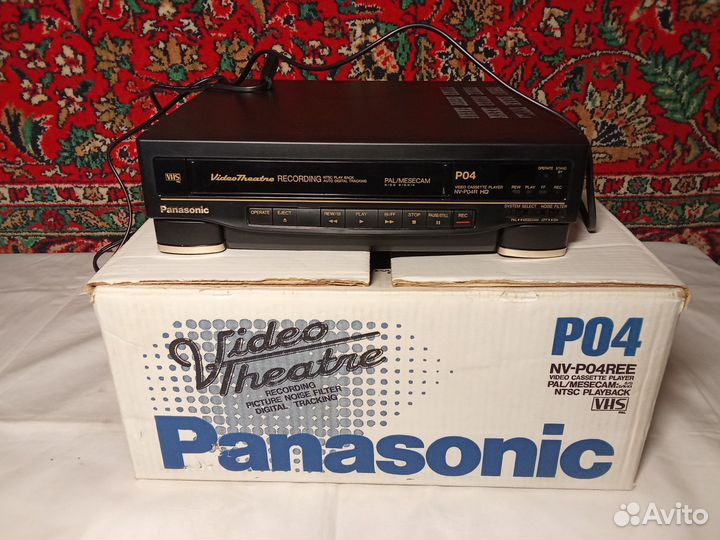 VHS
Video Theatre RECORDING NTSC PLAY BACK
AUTO DIGITAL TRACKING
PAL/MESECAM
P04
VIDEO CASSETTE PLAYER
NV-P04R HQ
OPERATE
REW PLAY FF REC
Panasonic
OPERATE EJECT REW/ PLAY FF/ STOP PAUSE/STILL REC
SYSTEM SELECT NOISE FILTER
Video
Theatre
RECORDING
PICTURE NOISE FILTER
DIGITAL TRACKING
P04
NV-P04REE
VIDEO CASSETTE PLAYER
PAL/MESECAM
NTSC PLAYBACK
VHS
PAL
Panasonic
Avito